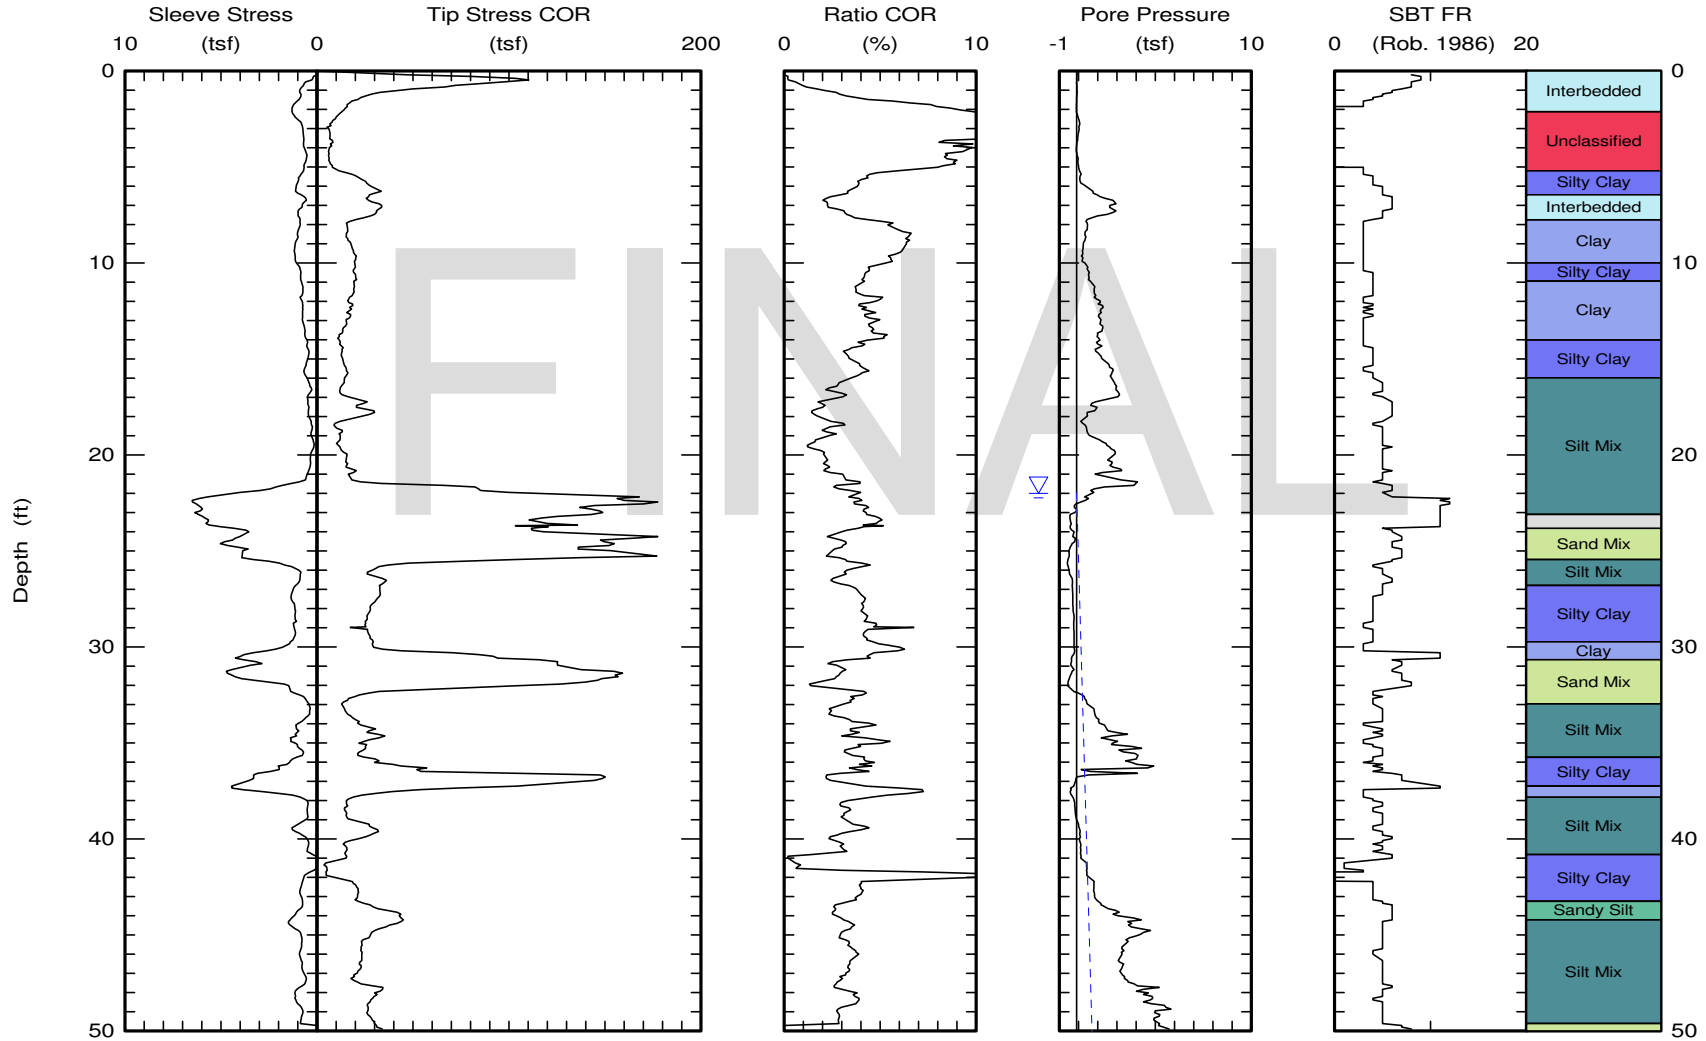 Sleeve Stress Tip Stress COR Ratio COR Pore Pressure SBT FR
(tsf) (tsf) (%) (tsf) (Rob. 1986)
10 0 200 0 10 -1 10 0 20
0 0
Interbedded
Unclassified
Silty Clay
Interbedded
Clay
10 Silty Clay 10
Clay
Silty Clay
Silt Mix
20 20
Sand Mix
Silt Mix
Silty Clay
30 Clay 30
Sand Mix
Silt Mix
Silty Clay
Silt Mix
40 40
Silty Clay
Sandy Silt
Silt Mix
50 50
Depth (ft)
FINAL